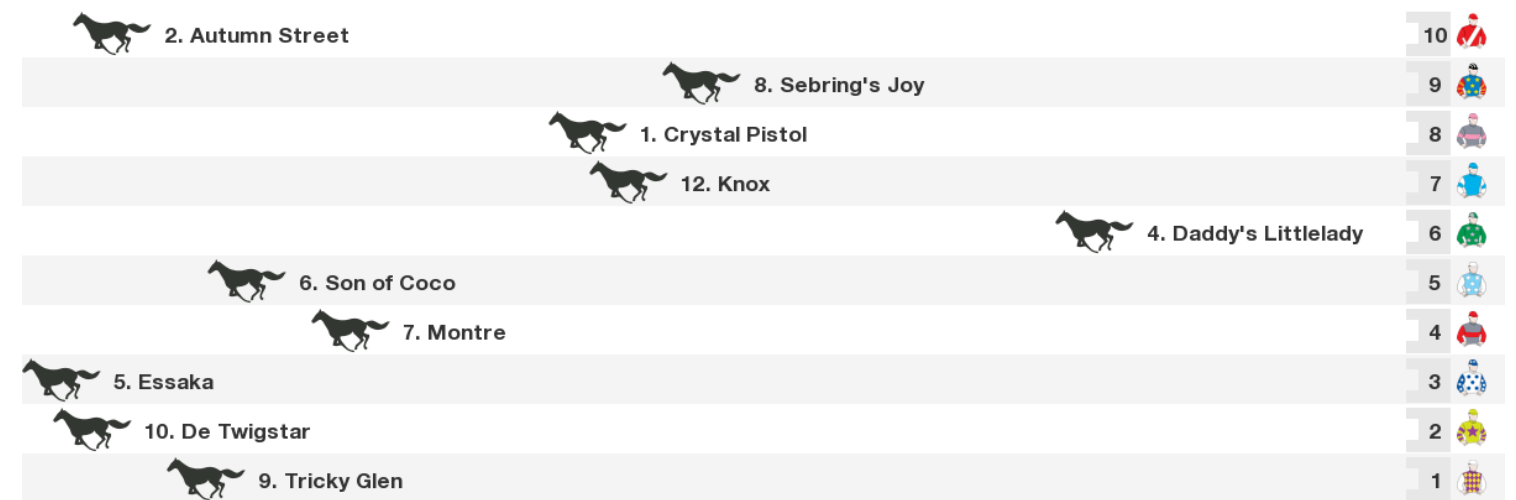 2. Autumn Street 10
8. Sebring's Joy 9
1. Crystal Pistol 8
12. Knox 7
4. Daddy's Littlelady 6
6. Son of Coco 5
7. Montre 4
5. Essaka 3
10. De Twigstar 2
9. Tricky Glen 1